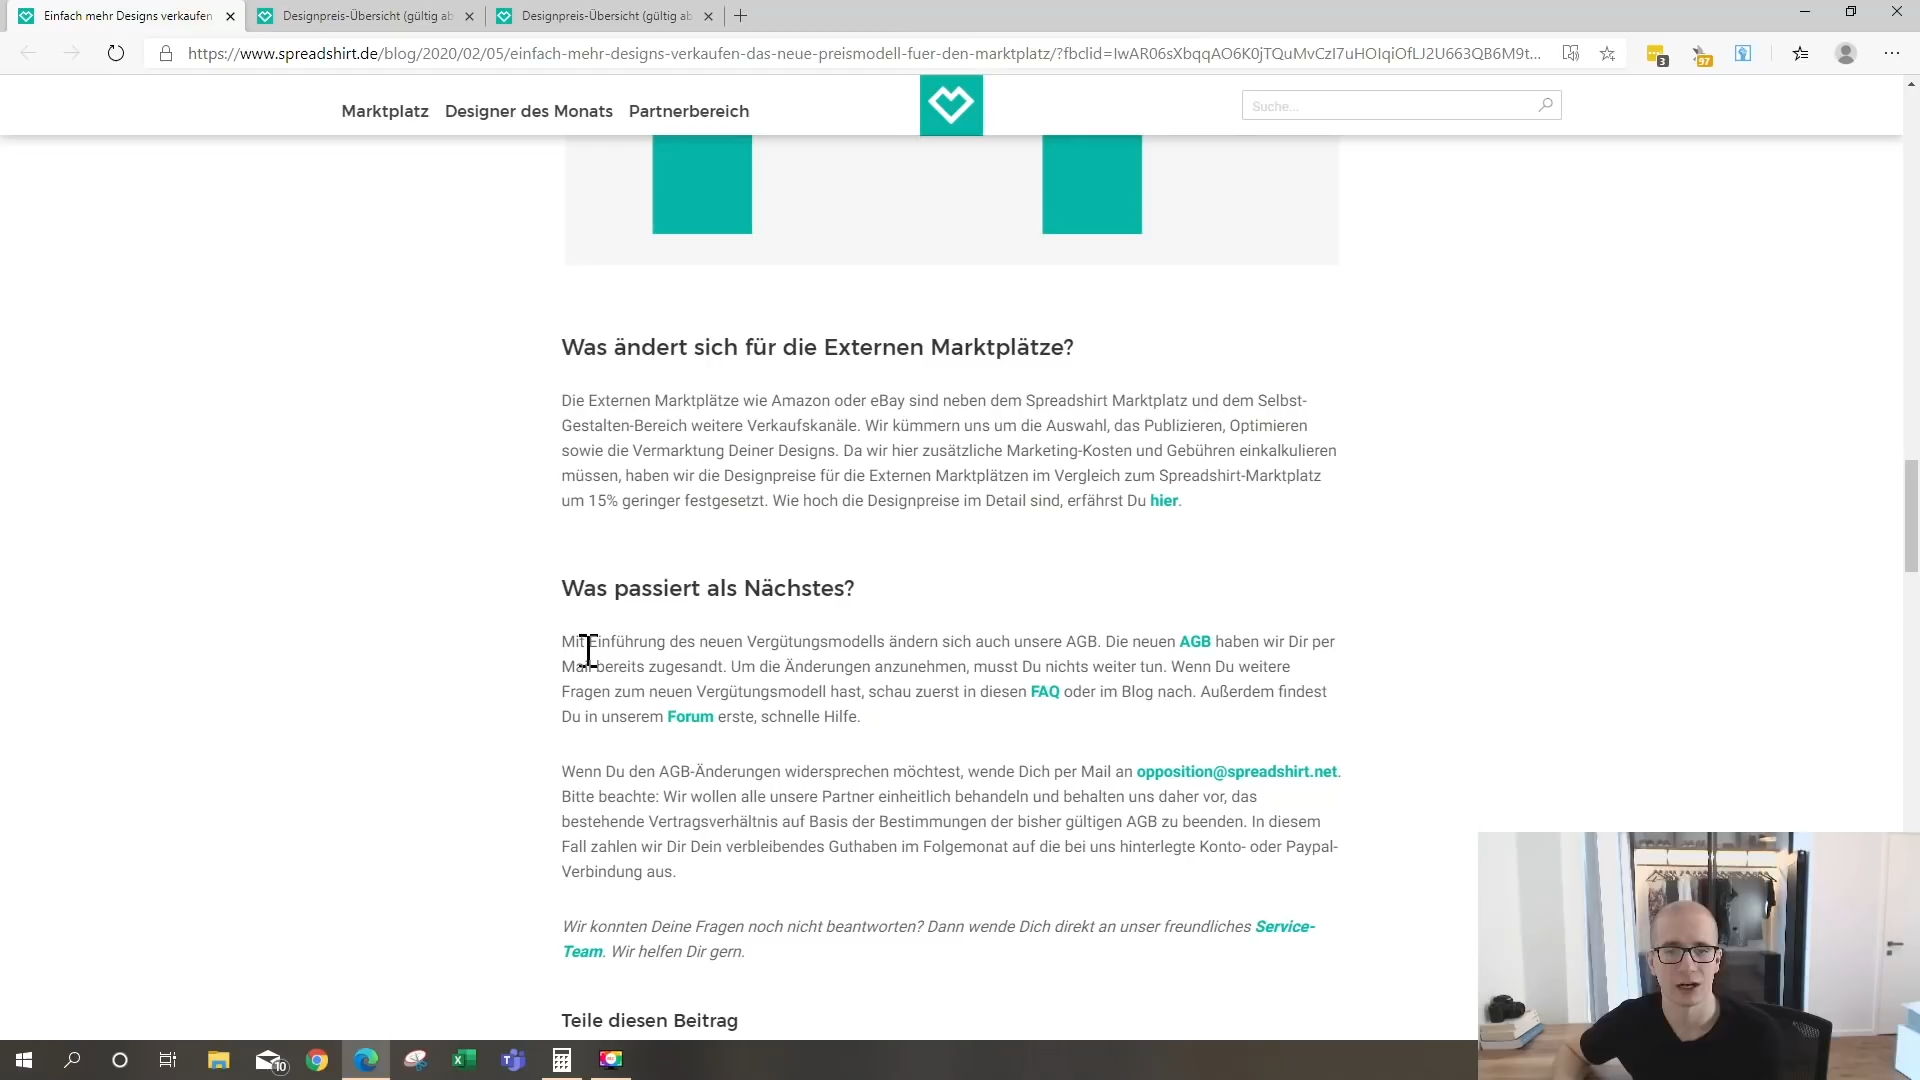 Einfach mehr Designs verkaufen
Designpreis-Übersicht (gültig ab
Designpreis-Übersicht (gültig ab
https://www.spreadshirt.de/blog/2020/02/05/einfach-mehr-designs-verkaufen-das-neue-preismodell-fuer-den-marktplatz/?fbclid=IwAR06sXbqqAO6K0jTQuMvCzI7uHOIqiOfLJ2U663QB6M9t...
3
97
Marktplatz Designer des Monats Partnerbereich
Suche...
Was ändert sich für die Externen Marktplätze?
Die Externen Marktplätze wie Amazon oder eBay sind neben dem Spreadshirt Marktplatz und dem Selbst-
Gestalten-Bereich weitere Verkaufskanäle. Wir kümmern uns um die Auswahl, das Publizieren, Optimieren
sowie die Vermarktung Deiner Designs. Da wir hier zusätzliche Marketing-Kosten und Gebühren einkalkulieren
müssen, haben wir die Designpreise für die Externen Marktplätzen im Vergleich zum Spreadshirt-Marktplatz
um 15% geringer festgesetzt. Wie hoch die Designpreise im Detail sind, erfährst Du hier.
Was passiert als Nächstes?
Mit Einführung des neuen Vergütungsmodells ändern sich auch unsere AGB. Die neuen AGB haben wir Dir per
Mail bereits zugesandt. Um die Änderungen anzunehmen, musst Du nichts weiter tun. Wenn Du weitere
Fragen zum neuen Vergütungsmodell hast, schau zuerst in diesen FAQ oder im Blog nach. Außerdem findest
Du in unserem Forum erste, schnelle Hilfe.
Wenn Du den AGB-Änderungen widersprechen möchtest, wende Dich per Mail an opposition@spreadshirt.net.
Bitte beachte: Wir wollen alle unsere Partner einheitlich behandeln und behalten uns daher vor, das
bestehende Vertragsverhältnis auf Basis der Bestimmungen der bisher gültigen AGB zu beenden. In diesem
Fall zahlen wir Dir Dein verbleibendes Guthaben im Folgemonat auf die bei uns hinterlegte Konto- oder Paypal-
Verbindung aus.
Wir konnten Deine Fragen noch nicht beantworten? Dann wende Dich direkt an unser freundliches Service-
Team. Wir helfen Dir gern.
Teile diesen Beitrag
10